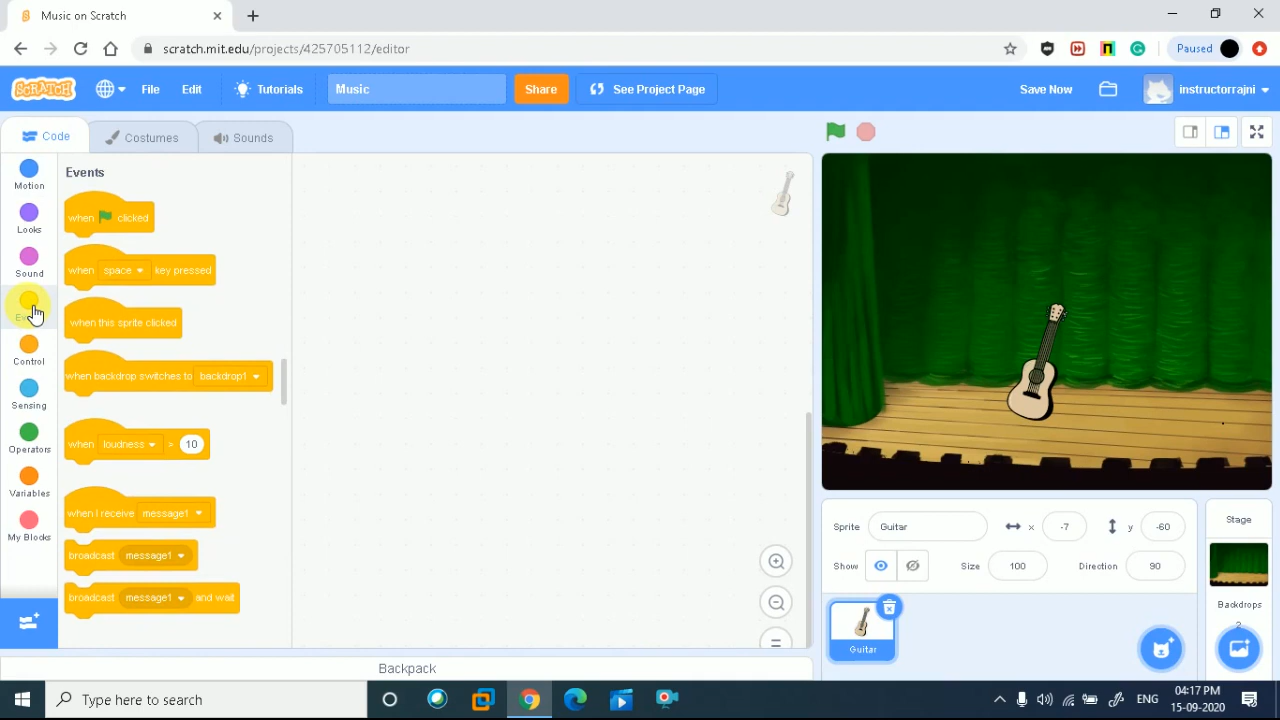 Music on Scratch
scratch.mit.edu/projects/425705112/editor
Paused
SCRATCH
File
Edit
Tutorials
Music
Share
See Project Page
Save Now
instructorrajni
Code
Costumes
Sounds
Motion
Looks
Sound
Control
Sensing
Operators
Variables
My Blocks
Events
when clicked
when space key pressed
when this sprite clicked
when backdrop switches to backdrop1
when loudness > 10
when I receive message1
broadcast message1
broadcast message1 and wait
Backpack
Sprite Guitar x -7 y -60
Show Size 100 Direction 90
Guitar
Stage
Backdrops
2
Type here to search
ENG
04:17 PM
15-09-2020